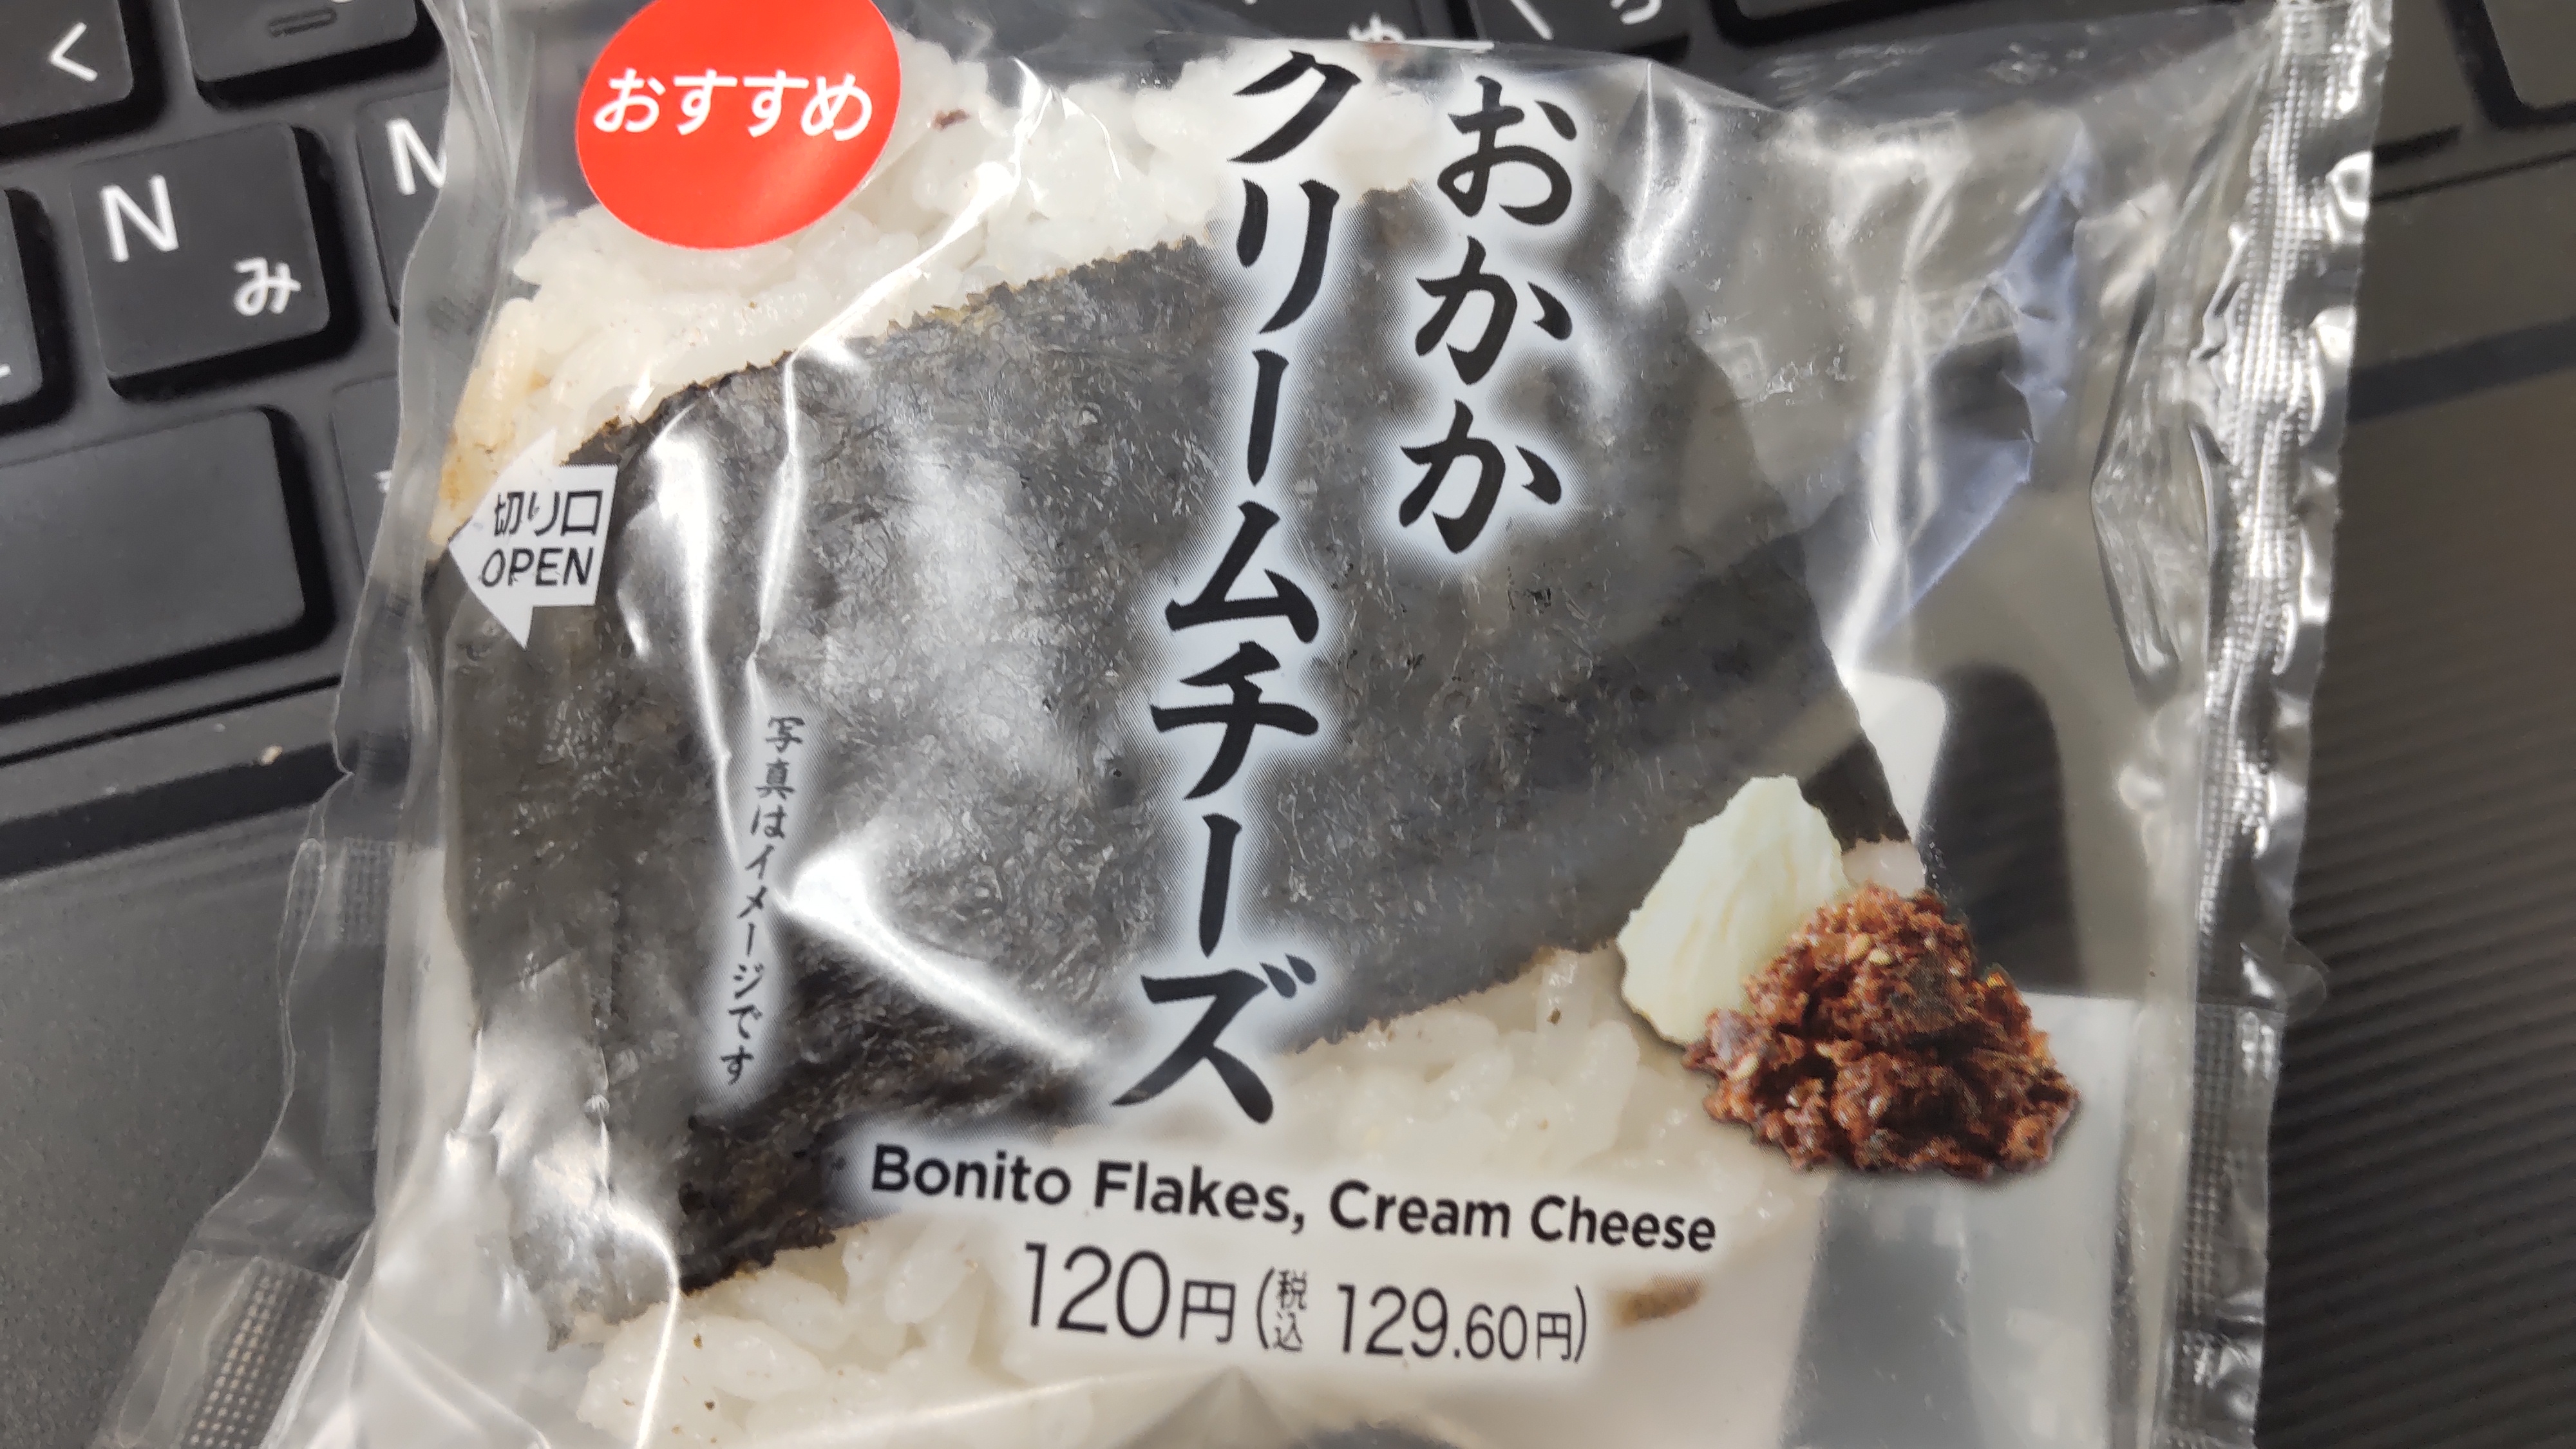 おすすめ
おかか
クリームチーズ
切り口
OPEN
写真はイメージです
Bonito Flakes, Cream Cheese
120円(税込 129.60円)
く
N
み
M